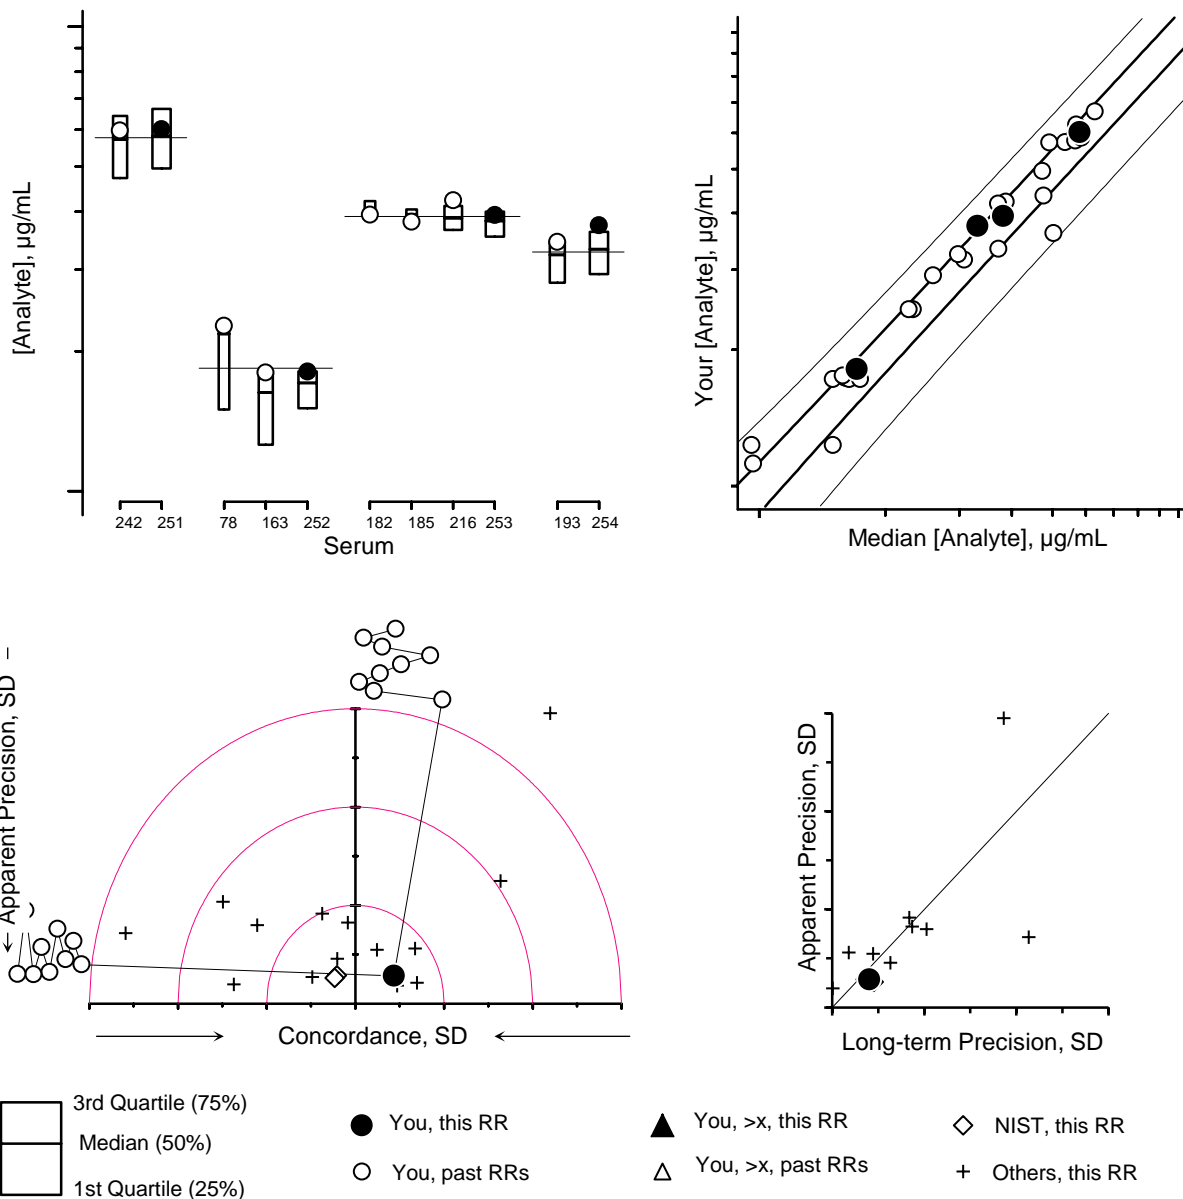 [Analyte], µg/mL
242 251 78 163 252 182 185 216 253 193 254
Serum
Your [Analyte], µg/mL
Median [Analyte], µg/mL
Apparent Precision, SD
Concordance, SD
Apparent Precision, SD
Long-term Precision, SD
3rd Quartile (75%)
Median (50%)
1st Quartile (25%)
You, this RR
You, past RRs
You, >x, this RR
You, >x, past RRs
NIST, this RR
Others, this RR